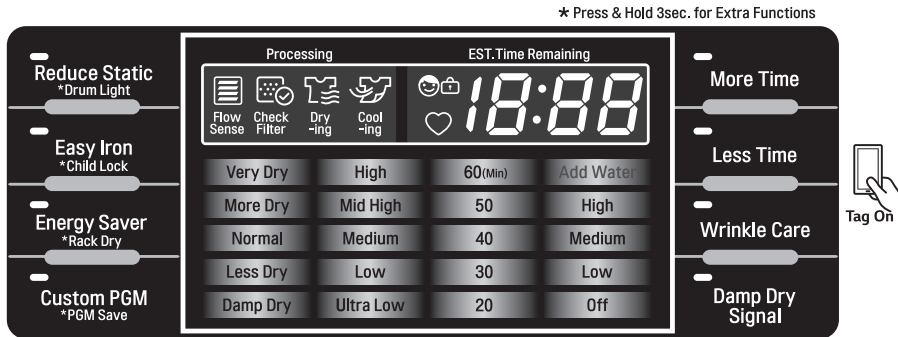 * Press & Hold 3sec. for Extra Functions
Reduce Static
*Drum Light
Easy Iron
*Child Lock
Energy Saver
*Rack Dry
Custom PGM
*PGM Save
Processing
EST.Time Remaining
Flow
Sense
Check
Filter
Dry
-ing
Cool
-ing
18:88
Very Dry High 60(Min) Add Water
More Dry Mid High 50 High
Normal Medium 40 Medium
Less Dry Low 30 Low
Damp Dry Ultra Low 20 Off
More Time
Less Time
Wrinkle Care
Damp Dry
Signal
Tag On